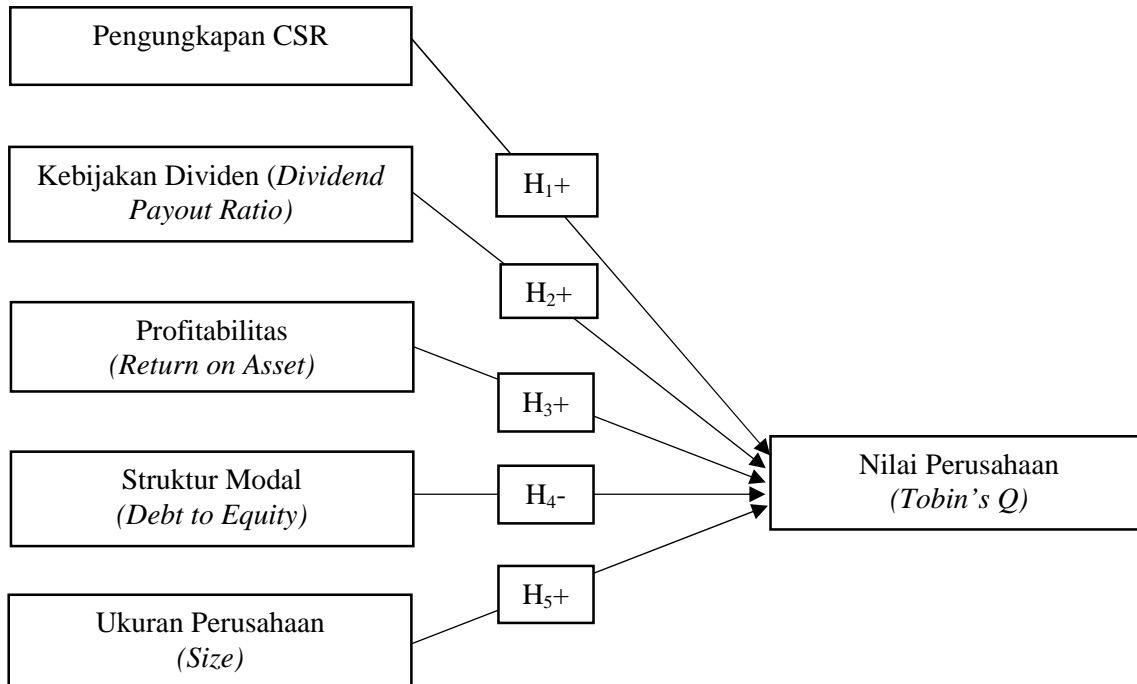 Pengungkapan CSR
Kebijakan Dividen (Dividend
Payout Ratio)
Profitabilitas
(Return on Asset)
Struktur Modal
(Debt to Equity)
Ukuran Perusahaan
(Size)
H₁+
H₂+
H₃+
H₄-
H₅+
Nilai Perusahaan
(Tobin’s Q)